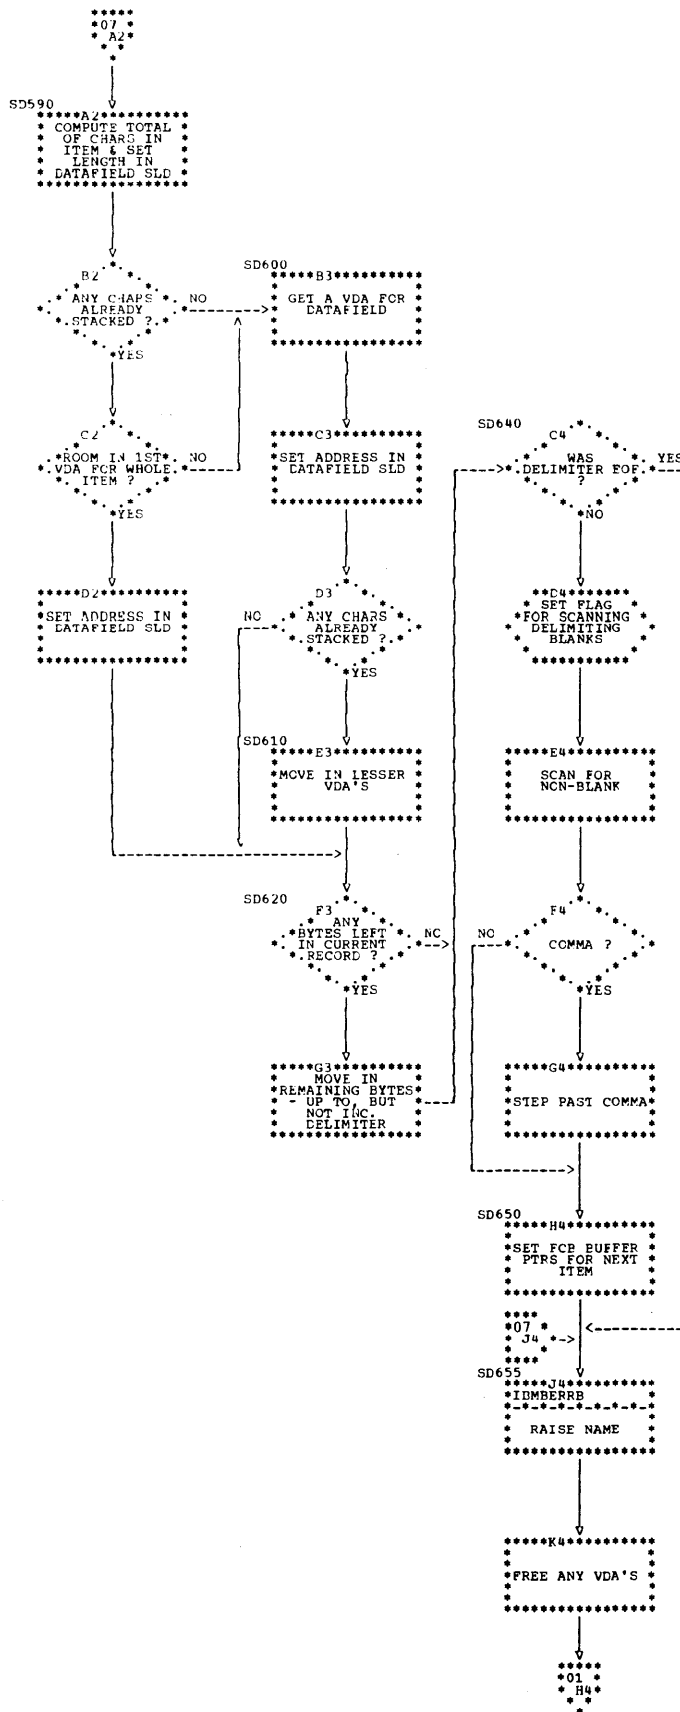 07
A2
SD590
A2
COMPUTE TOTAL
OF CHARS IN
ITEM & SET
LENGTH IN
DATAFIELD SLD
B2
ANY CHARS
ALREADY
STACKED ?
NO
YES
C2
ROOM IN 1ST
VDA FOR WHOLE
ITEM ?
NO
YES
D2
SET ADDRESS IN
DATAFIELD SLD
SD600
B3
GET A VDA FOR
DATAFIELD
C3
SET ADDRESS IN
DATAFIELD SLD
D3
ANY CHARS
ALREADY
STACKED ?
NO
YES
SD610
E3
MOVE IN LESSER
VDA'S
SD620
F3
ANY
BYTES LEFT
IN CURRENT
RECORD ?
NO
YES
G3
MOVE IN
REMAINING BYTES
- UP TO, BUT
NOT INC.
DELIMITER
SD640
C4
WAS
DELIMITER EOF
?
YES
NO
D4
SET FLAG
FOR SCANNING
DELIMITING
BLANKS
E4
SCAN FOR
NON-BLANK
F4
COMMA ?
NO
YES
G4
STEP PAST COMMA
SD650
H4
SET FCB BUFFER
PTRS FOR NEXT
ITEM
07
J4
SD655
J4
IBMBERRB
RAISE NAME
K4
FREE ANY VDA'S
01
H4